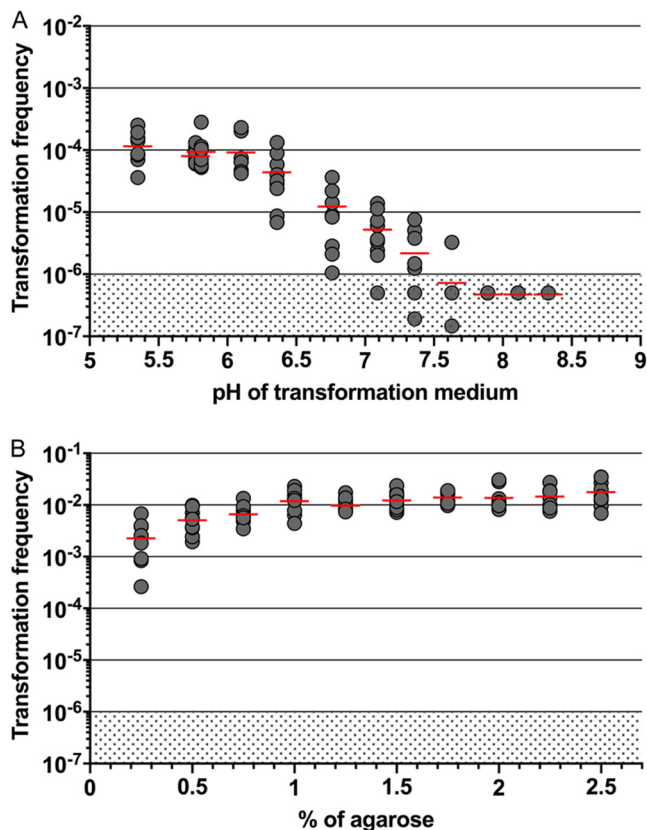 A
Transformation frequency
10-2
10-3
10-4
10-5
10-6
10-7
5 5.5 6 6.5 7 7.5 8 8.5 9
pH of transformation medium
B
Transformation frequency
10-1
10-2
10-3
10-4
10-5
10-6
10-7
0 0.5 1 1.5 2 2.5
% of agarose